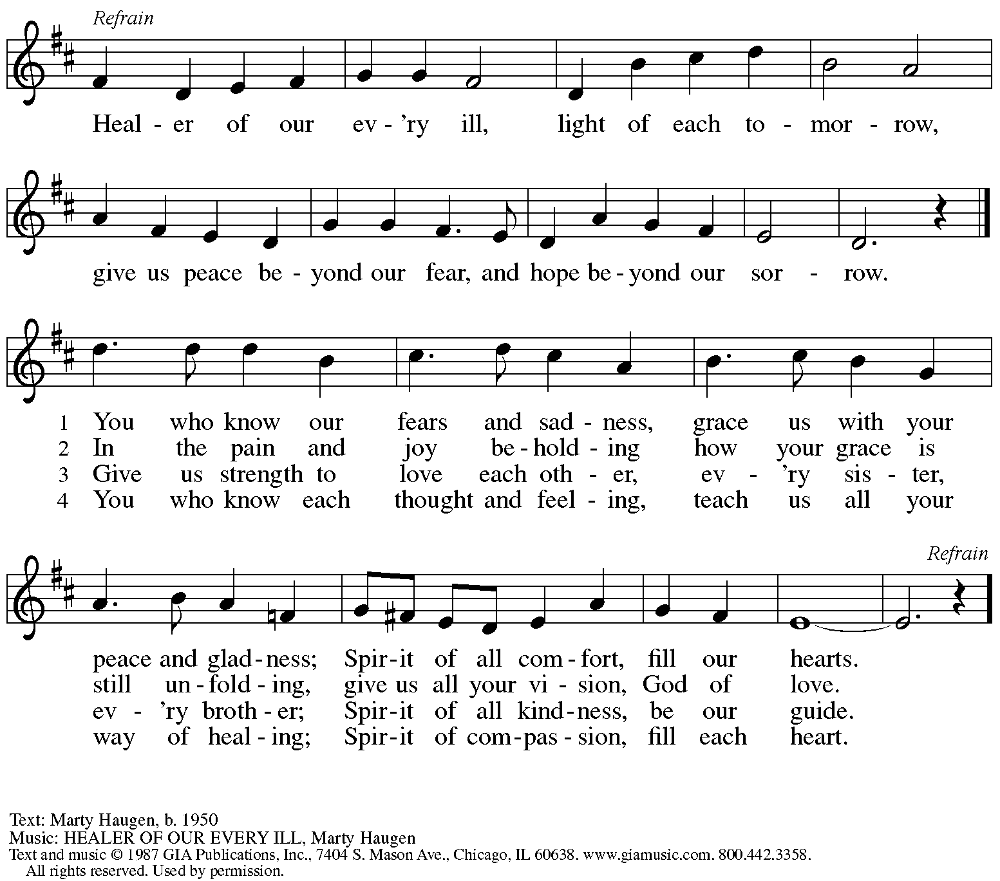 Refrain
Heal - er of our ev - ’ry ill, light of each to - mor - row,
give us peace be - yond our fear, and hope be - yond our sor - row.
1 You who know our fears and sad - ness, grace us with your
2 In the pain and joy be - hold - ing how your grace is
3 Give us strength to love each oth - er, ev - ’ry sis - ter,
4 You who know each thought and feel - ing, teach us all your
Refrain
peace and glad - ness; Spir - it of all com - fort, fill our hearts.
still un - fold - ing, give us all your vi - sion, God of love.
ev - ’ry broth - er; Spir - it of all kind - ness, be our guide.
way of heal - ing; Spir - it of com - pas - sion, fill each heart.
Text: Marty Haugen, b. 1950
Music: HEALER OF OUR EVERY ILL, Marty Haugen
Text and music © 1987 GIA Publications, Inc., 7404 S. Mason Ave., Chicago, IL 60638. www.giamusic.com. 800.442.3358.
All rights reserved. Used by permission.